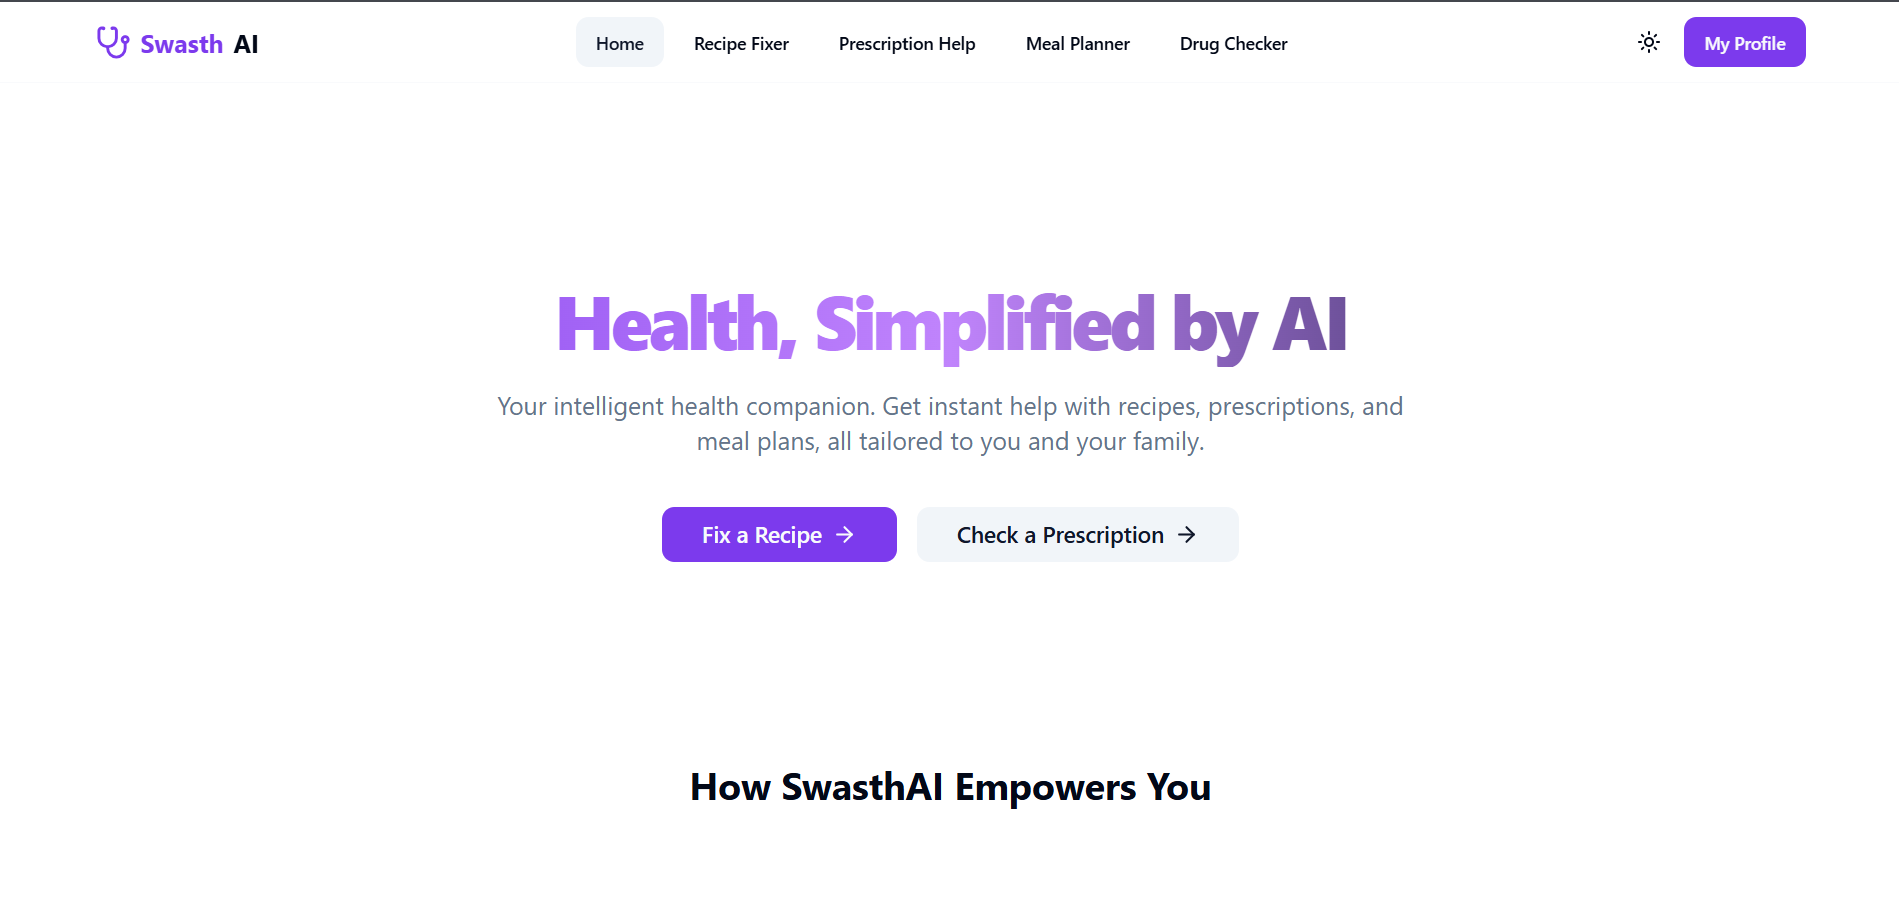 Swasth AI
Home
Recipe Fixer
Prescription Help
Meal Planner
Drug Checker
My Profile
Health, Simplified by AI
Your intelligent health companion. Get instant help with recipes, prescriptions, and
meal plans, all tailored to you and your family.
Fix a Recipe →
Check a Prescription →
How SwasthAI Empowers You